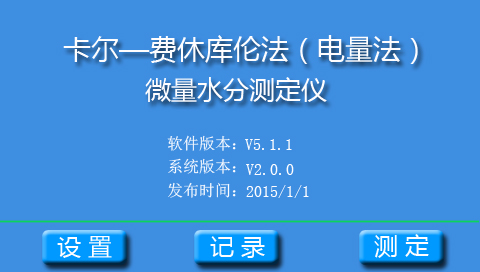 卡尔—费休库伦法（电量法）
微量水分测定仪
软件版本：V5.1.1
系统版本：V2.0.0
发布时间：2015/1/1
设置 记录 测定